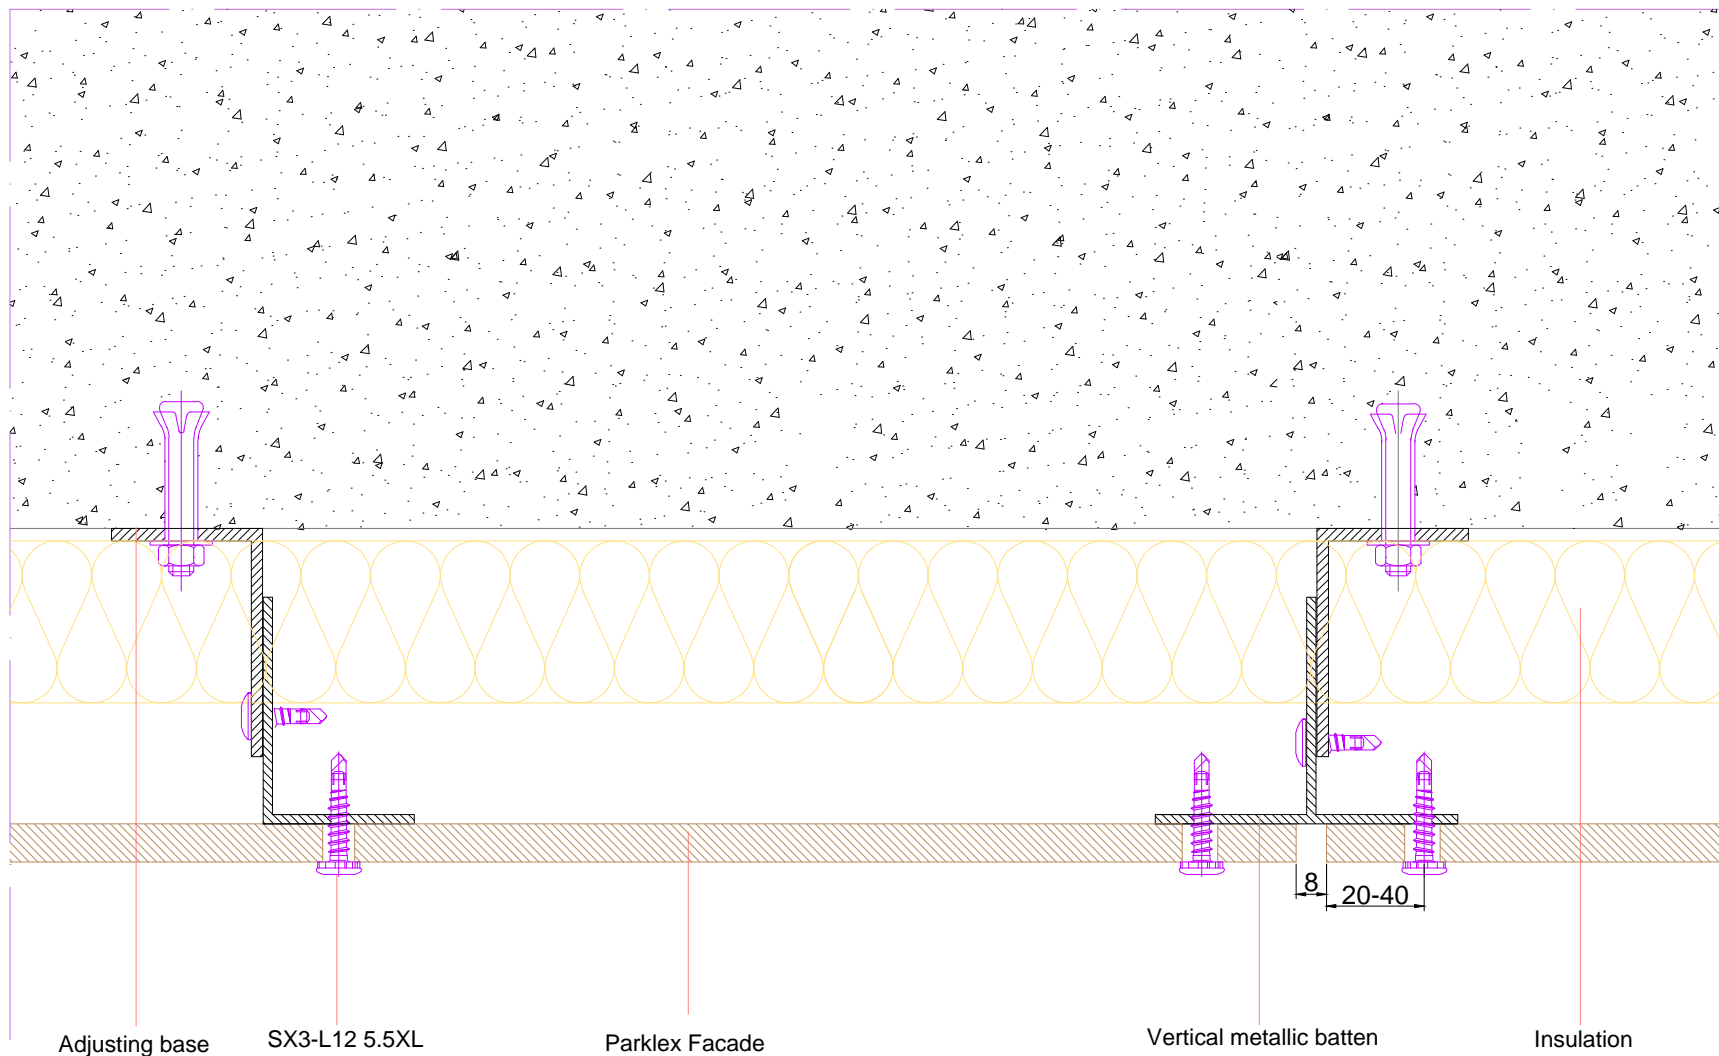 8
20-40
Adjusting base
SX3-L12 5.5XL
Parklex Facade
Vertical metallic batten
Insulation